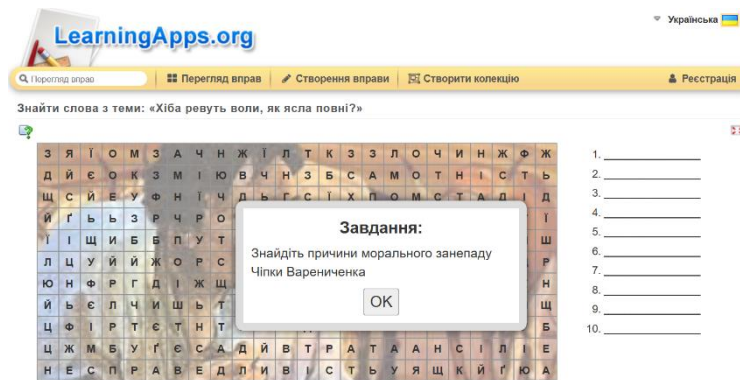 Українська
LearningApps.org
Перегляд вправ
Перегляд вправ
Створення вправи
Створити колекцію
Реєстрація
Знайти слова з теми: «Хіба ревуть воли, як ясла повні?»
З Я Ї О М З А Ч Н Ж Ї Л Т К З З Л О Ч И Н Ж Ф Ж
Д Й Є О К З М І Ю В Ч Н З Б С А М О Т Н І С Т Ь
Щ С Й Е У Ф Н Ї Ч Д Ь Г С Ї Х П О М С Т А Л І Д
Й Ґ Ь Ь З Р Ч Р О Ї
Ї І Щ И Б Б П У Т Ш
Л Ц У Й Й Ж О Р С Р
Ю Н Ф Р Г Д І Ж Щ Н
Й Ь Є Л Ч И Ш Ь Т Щ
Ц Ф І Р Т Є Т Н Т Б
Ц Ж М Б У Ґ Є С А Д Й В Т Р А Т А А Н С І Л І Е
Н Е С П Р А В Е Д Л И В І С Т Ь У Я Щ К Й Ґ Ю А
Завдання:
Знайдіть причини морального занепаду
Чіпки Варениченка
OK
1.
2.
3.
4.
5.
6.
7.
8.
9.
10.